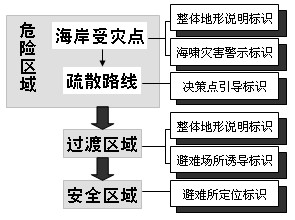 危险区域
海岸受灾点
整体地形说明标识
海啸灾害警示标识
疏散路线
决策点引导标识
过渡区域
整体地形说明标识
避难场所诱导标识
安全区域
避难所定位标识